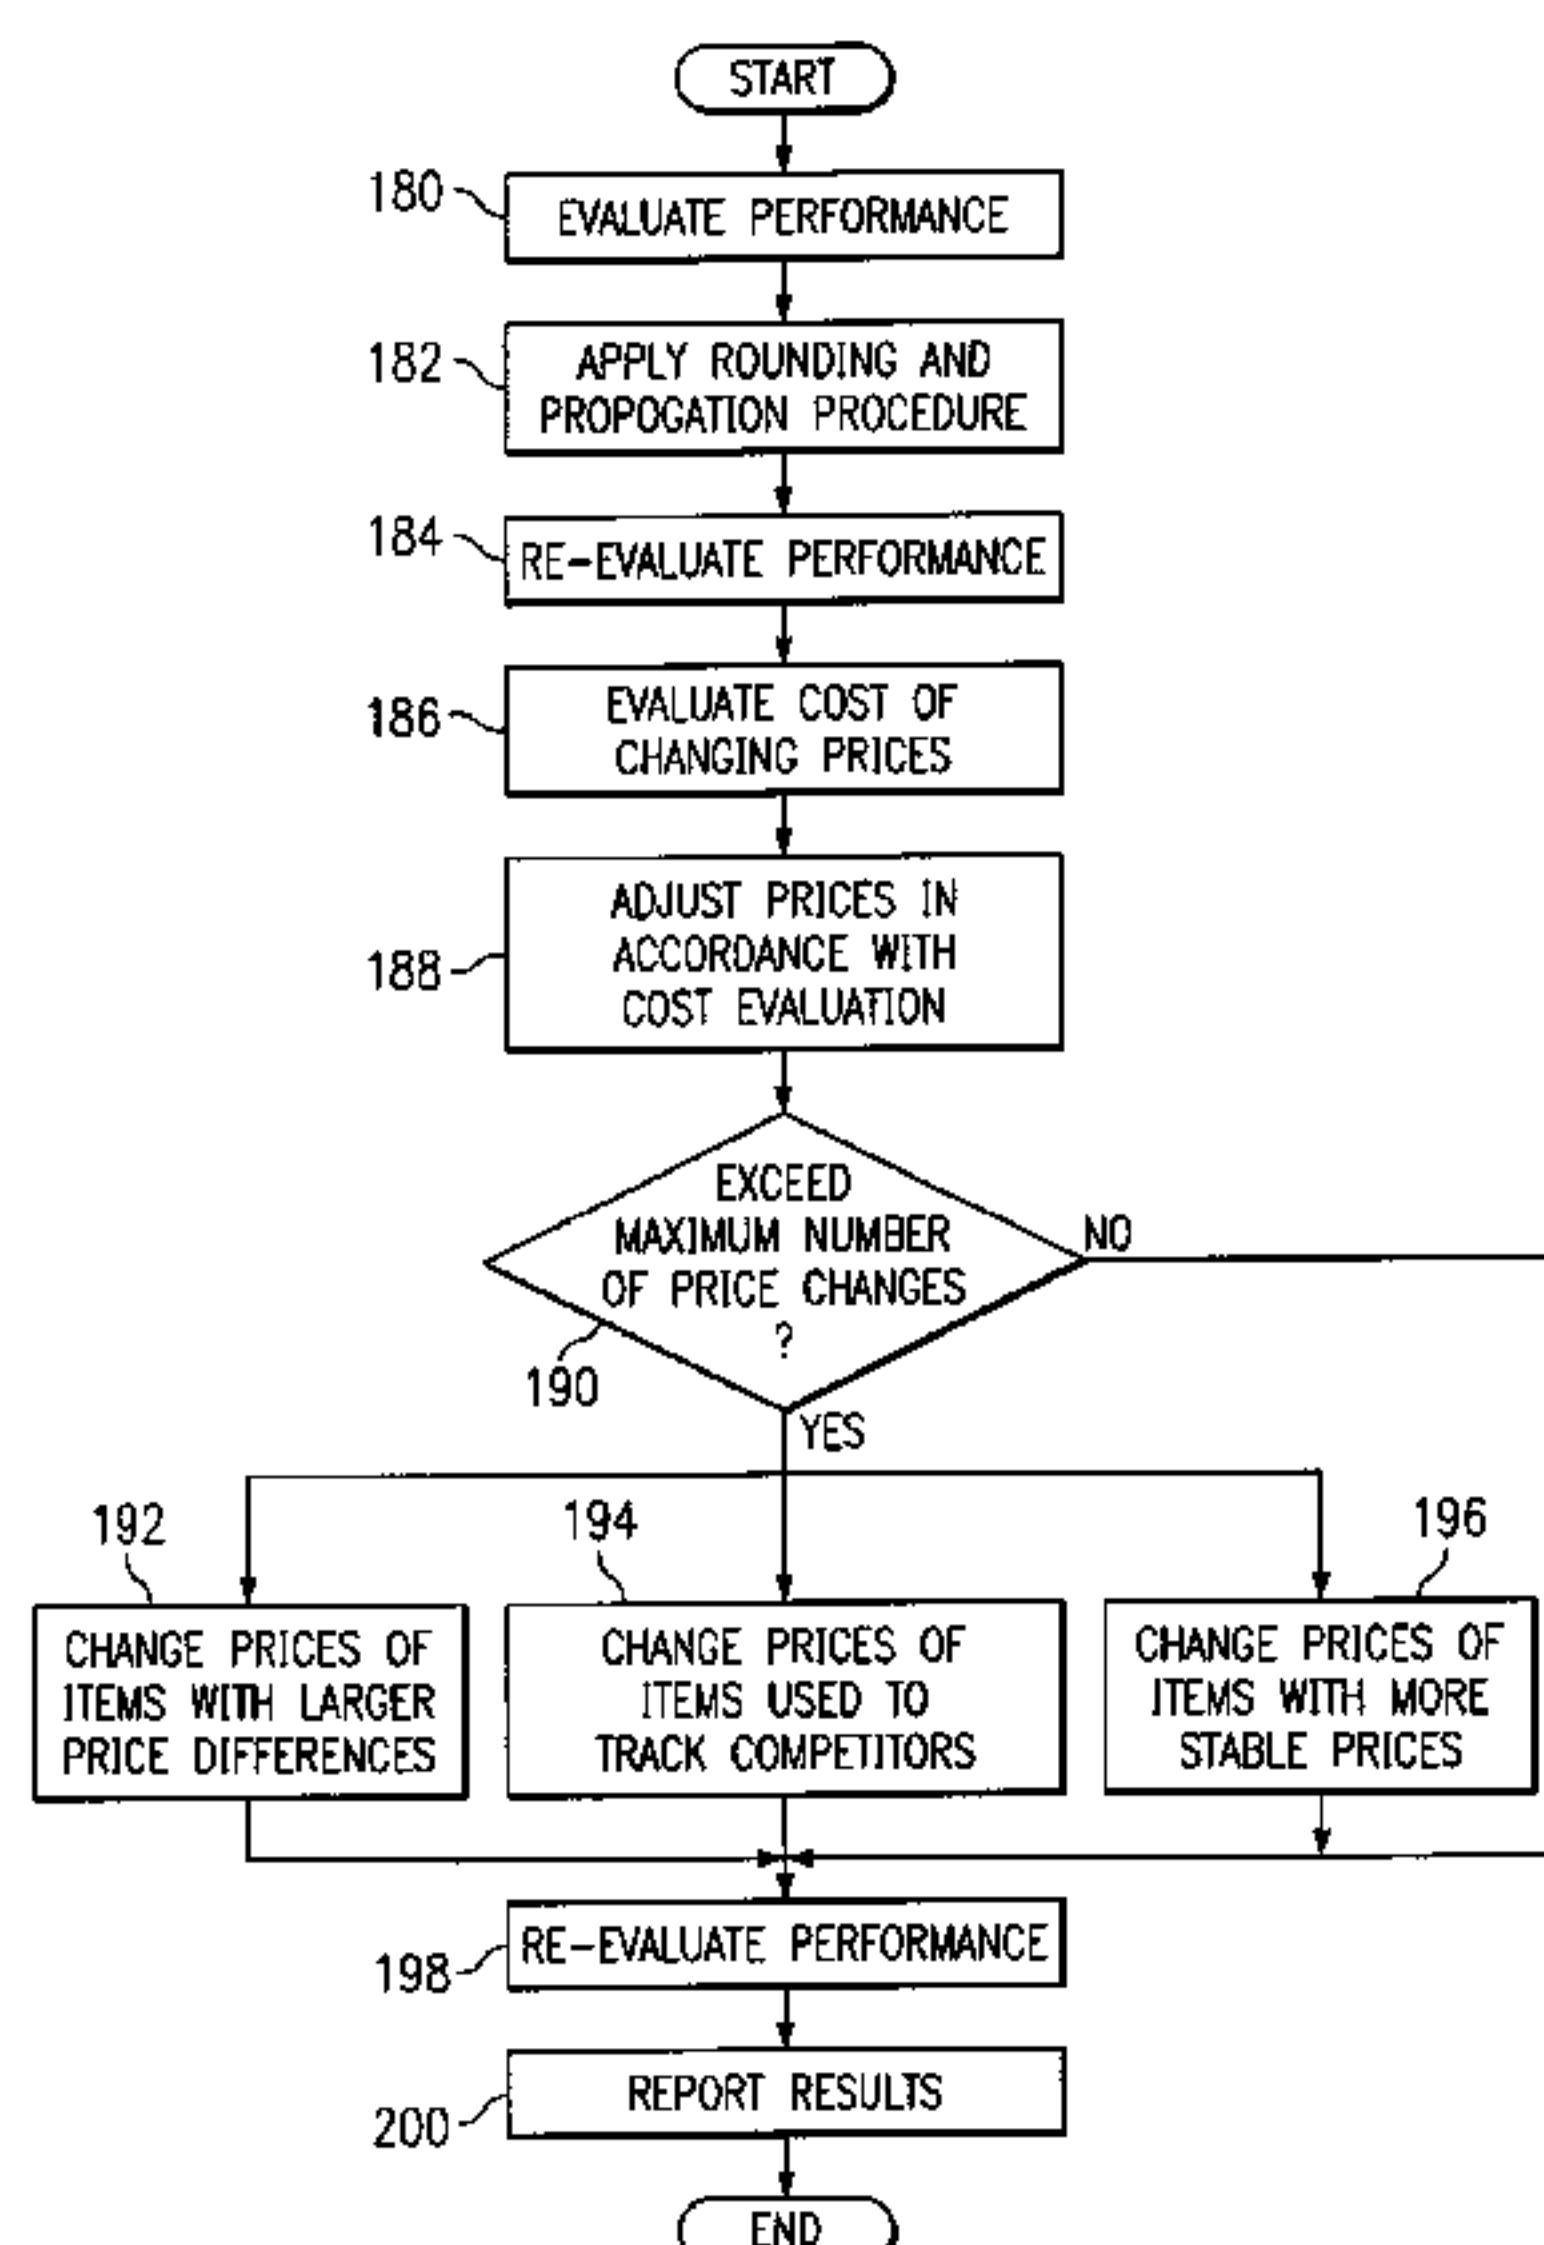 START
180
EVALUATE PERFORMANCE
182
APPLY ROUNDING AND
PROPOGATION PROCEDURE
184
RE-EVALUATE PERFORMANCE
186
EVALUATE COST OF
CHANGING PRICES
188
ADJUST PRICES IN
ACCORDANCE WITH
COST EVALUATION
EXCEED
MAXIMUM NUMBER
OF PRICE CHANGES
?
NO
190
YES
192
CHANGE PRICES OF
ITEMS WITH LARGER
PRICE DIFFERENCES
194
CHANGE PRICES OF
ITEMS USED TO
TRACK COMPETITORS
196
CHANGE PRICES OF
ITEMS WITH MORE
STABLE PRICES
198
RE-EVALUATE PERFORMANCE
200
REPORT RESULTS
END